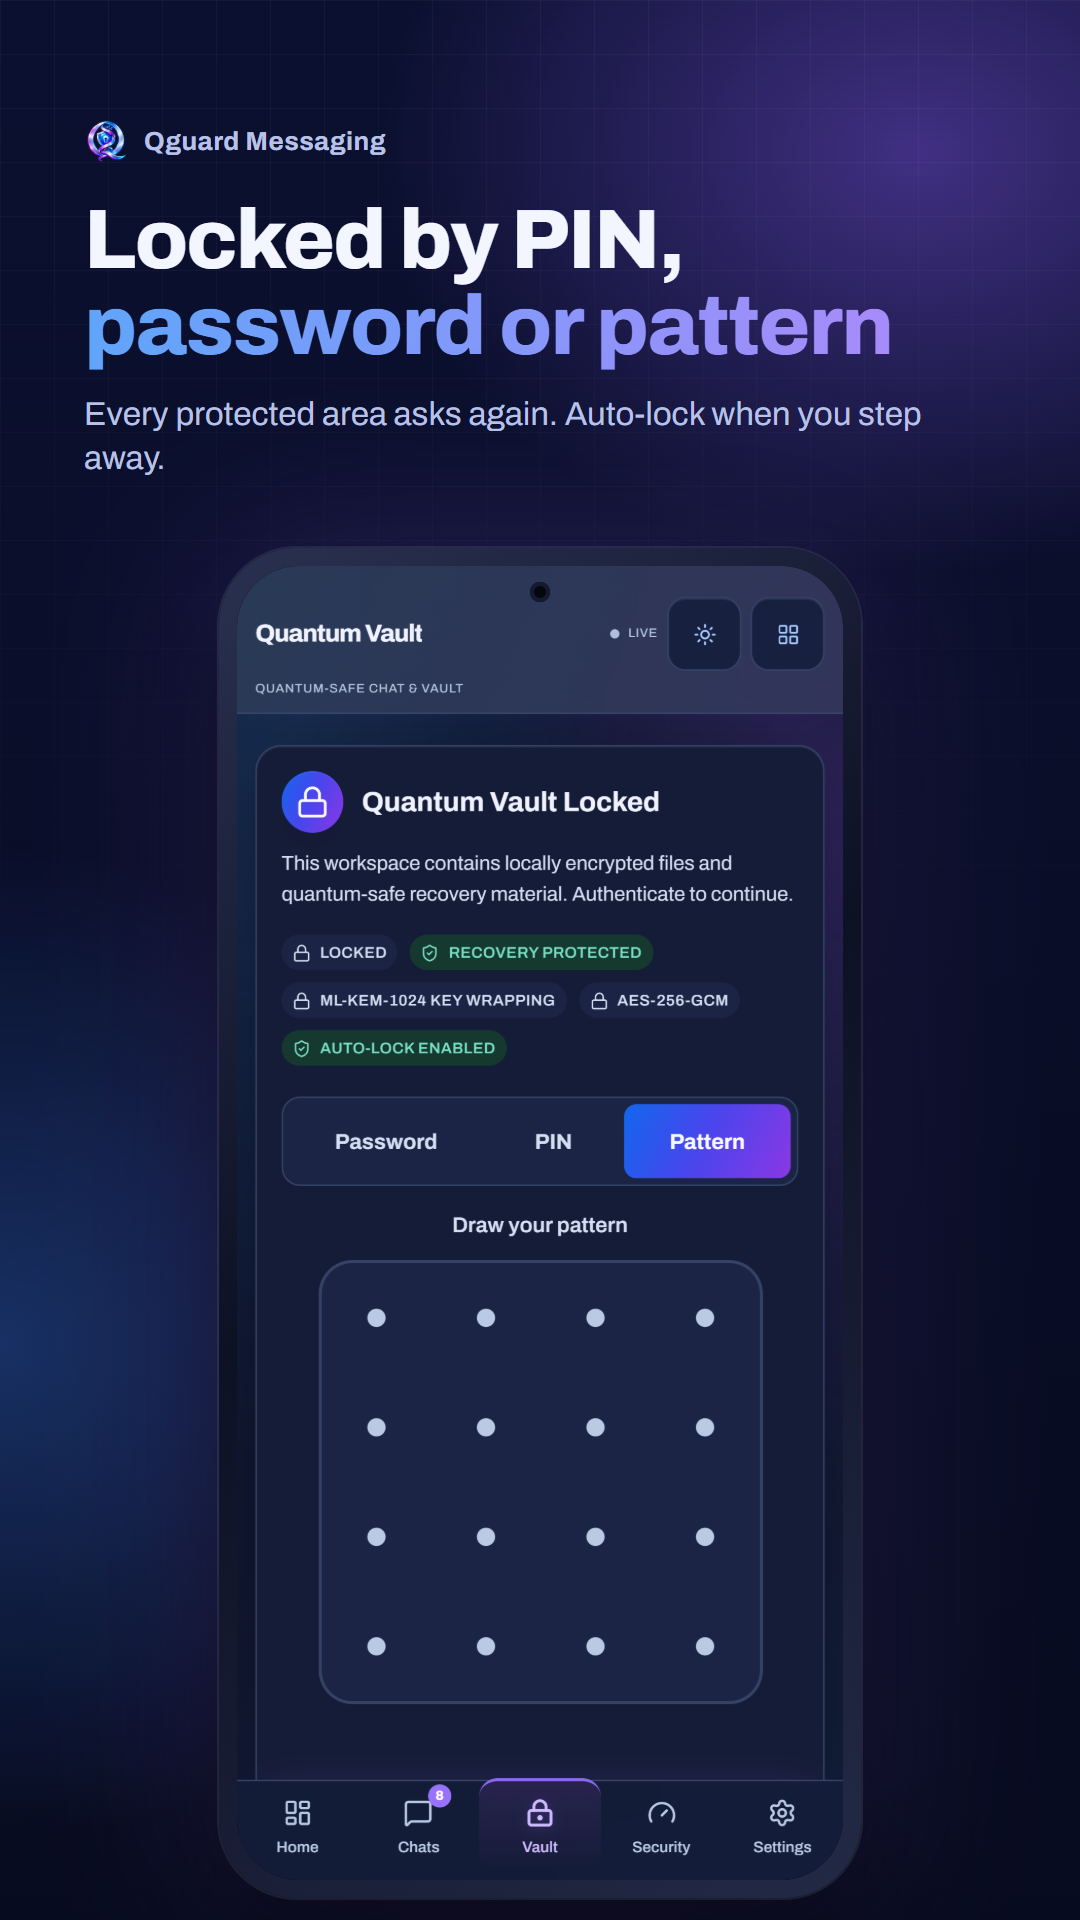 Qguard Messaging
Locked by PIN,
password or pattern
Every protected area asks again. Auto-lock when you step
away.
Quantum Vault
LIVE
QUANTUM-SAFE CHAT & VAULT
Quantum Vault Locked
This workspace contains locally encrypted files and
quantum-safe recovery material. Authenticate to continue.
LOCKED
RECOVERY PROTECTED
ML-KEM-1024 KEY WRAPPING
AES-256-GCM
AUTO-LOCK ENABLED
Password
PIN
Pattern
Draw your pattern
8
Home
Chats
Vault
Security
Settings